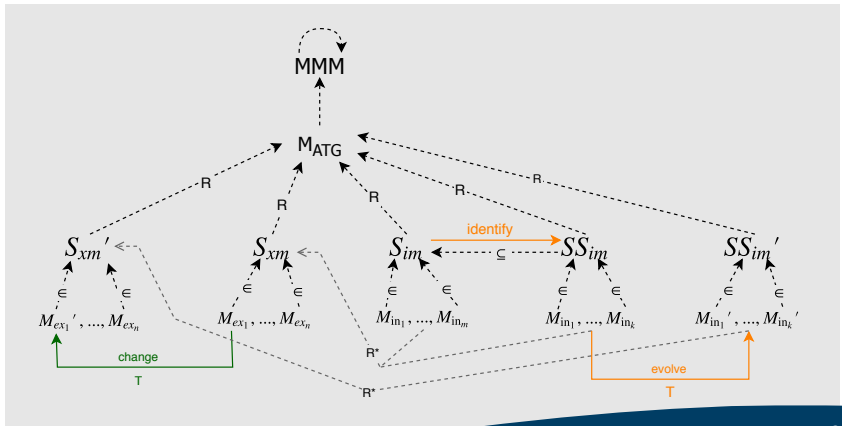 MMM
M_ATG
R R R R R
S_xm' S_xm S_im identify SS_im SS_im'
⊆
∈ ∈ ∈ ∈ ∈ ∈ ∈ ∈ ∈ ∈
M_ex₁', ..., M_exₙ M_ex₁, ..., M_exₙ M_in₁, ..., M_inₘ M_in₁, ..., M_inₖ M_in₁', ..., M_inₖ'
R*
change evolve
T R* T